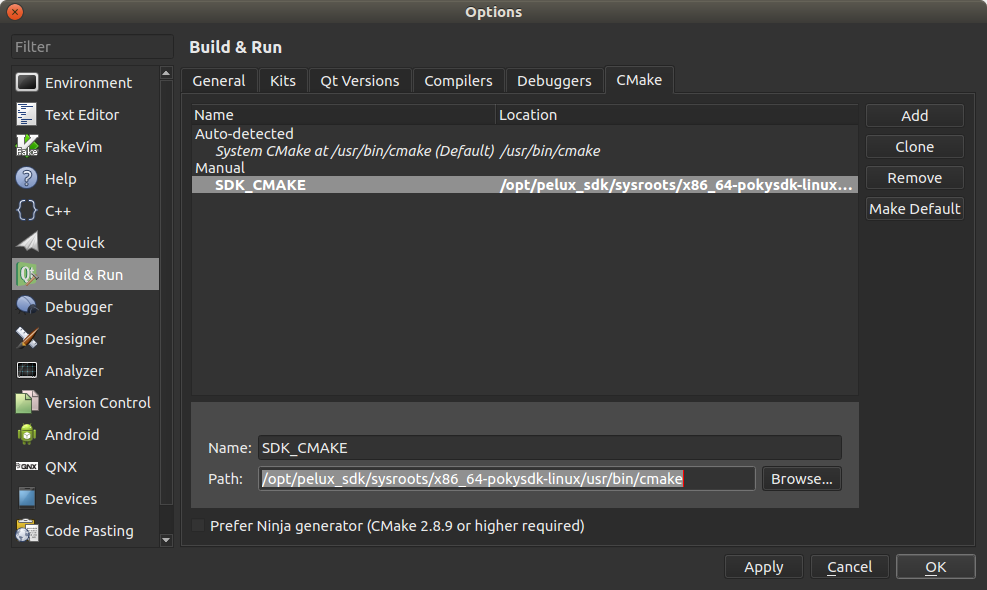 Options
Filter
Environment
Text Editor
FakeVim
Help
C++
Qt Quick
Build & Run
Debugger
Designer
Analyzer
Version Control
Android
QNX
Devices
Code Pasting
Build & Run
General Kits Qt Versions Compilers Debuggers CMake
Name Location
Auto-detected
System CMake at /usr/bin/cmake (Default) /usr/bin/cmake
Manual
SDK_CMAKE /opt/pelux_sdk/sysroots/x86_64-pokysdk-linux...
Add
Clone
Remove
Make Default
Name: SDK_CMAKE
Path: /opt/pelux_sdk/sysroots/x86_64-pokysdk-linux/usr/bin/cmake Browse...
Prefer Ninja generator (CMake 2.8.9 or higher required)
Apply Cancel OK